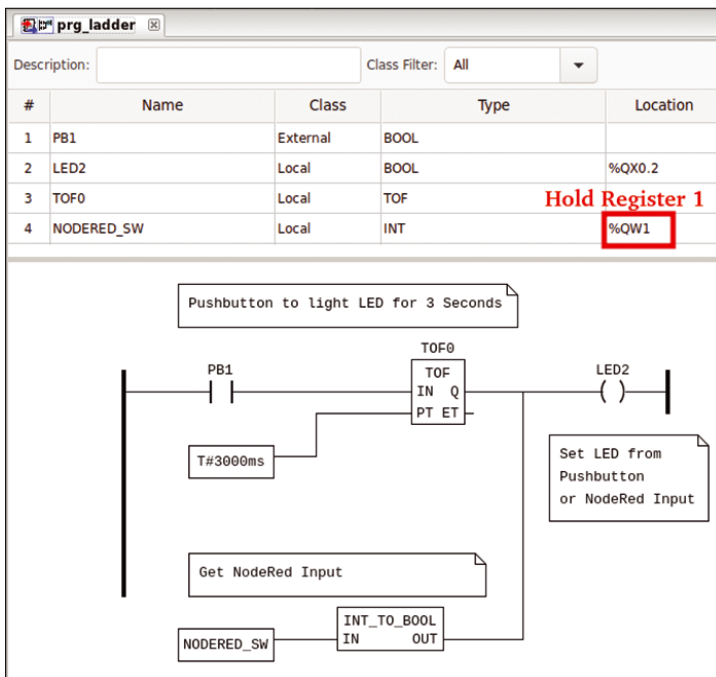 prg_ladder
Description: Class Filter: All
# Name Class Type Location
1 PB1 External BOOL
2 LED2 Local BOOL %QX0.2
3 TOF0 Local TOF
Hold Register 1
4 NODERED_SW Local INT %QW1
Pushbutton to light LED for 3 Seconds
TOF0
PB1 TOF LED2
IN Q
PT ET
T#3000ms
Set LED from
Pushbutton
or NodeRed Input
Get NodeRed Input
INT_TO_BOOL
NODERED_SW IN OUT